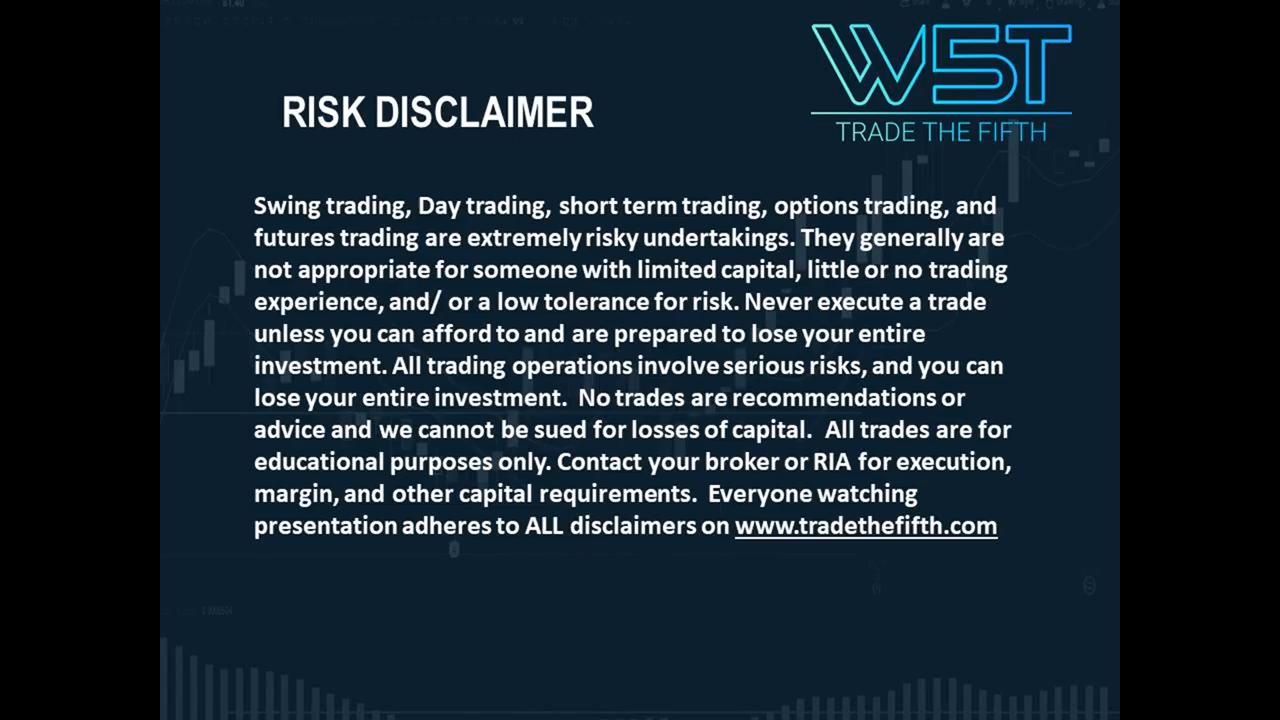 W5T
TRADE THE FIFTH
RISK DISCLAIMER
Swing trading, Day trading, short term trading, options trading, and
futures trading are extremely risky undertakings. They generally are
not appropriate for someone with limited capital, little or no trading
experience, and/ or a low tolerance for risk. Never execute a trade
unless you can afford to and are prepared to lose your entire
investment. All trading operations involve serious risks, and you can
lose your entire investment.  No trades are recommendations or
advice and we cannot be sued for losses of capital.  All trades are for
educational purposes only. Contact your broker or RIA for execution,
margin, and other capital requirements.  Everyone watching
presentation adheres to ALL disclaimers on www.tradethefifth.com